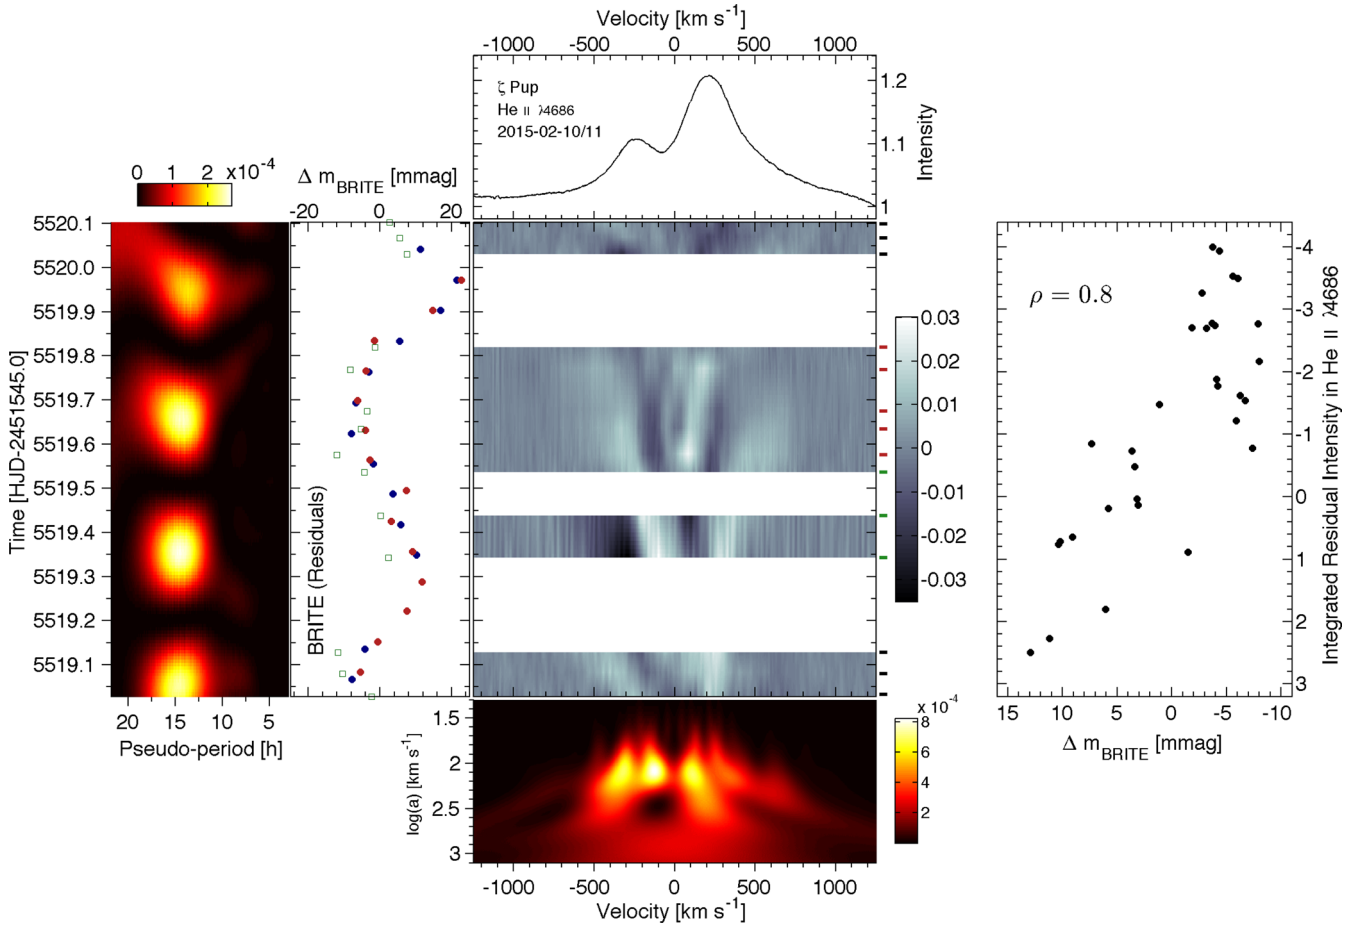 Velocity [km s⁻¹]
-1000 -500 0 500 1000
ζ Pup
He II λ4686
2015-02-10/11
1.2
1.1
1
Intensity
0 1 2 x10⁻⁴
Δ m_BRITE [mmag]
-20 0 20
5520.1
5520.0
5519.9
5519.8
5519.7
5519.6
5519.5
5519.4
5519.3
5519.2
5519.1
Time [HJD-2451545.0]
20 15 10 5
Pseudo-period [h]
BRITE (Residuals)
0.03
0.02
0.01
0
-0.01
-0.02
-0.03
ρ = 0.8
-4
-3
-2
-1
0
1
2
3
Integrated Residual Intensity in He II λ4686
15 10 5 0 -5 -10
Δ m_BRITE [mmag]
1.5
2
2.5
3
log(a) [km s⁻¹]
x 10⁻⁴
8
6
4
2
-1000 -500 0 500 1000
Velocity [km s⁻¹]